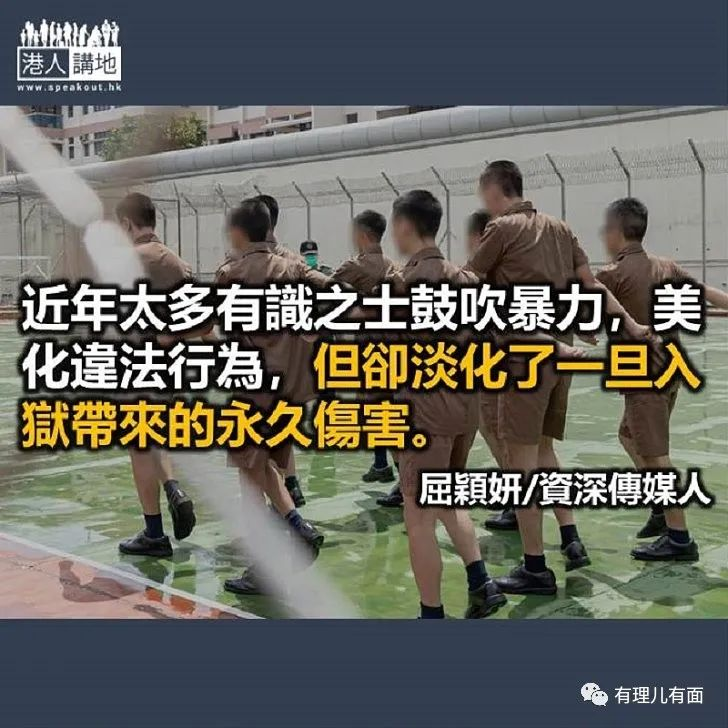 港人講地
www.speakout.hk
近年太多有識之士鼓吹暴力，美
化違法行為，但卻淡化了一旦入
獄帶來的永久傷害。
屈穎妍/資深傳媒人
有理儿有面